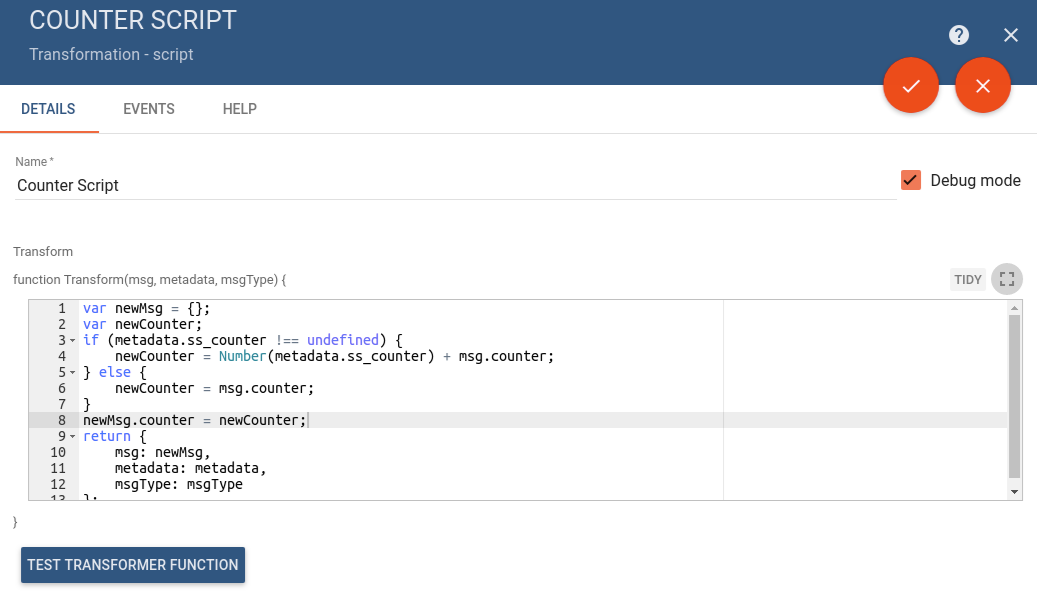 COUNTER SCRIPT
Transformation - script
DETAILS EVENTS HELP
Name *
Counter Script
Debug mode
Transform
function Transform(msg, metadata, msgType) {
TIDY
1 var newMsg = {};
2 var newCounter;
3 if (metadata.ss_counter !== undefined) {
4     newCounter = Number(metadata.ss_counter) + msg.counter;
5 } else {
6     newCounter = msg.counter;
7 }
8 newMsg.counter = newCounter;
9 return {
10     msg: newMsg,
11     metadata: metadata,
12     msgType: msgType
13 };
}
TEST TRANSFORMER FUNCTION